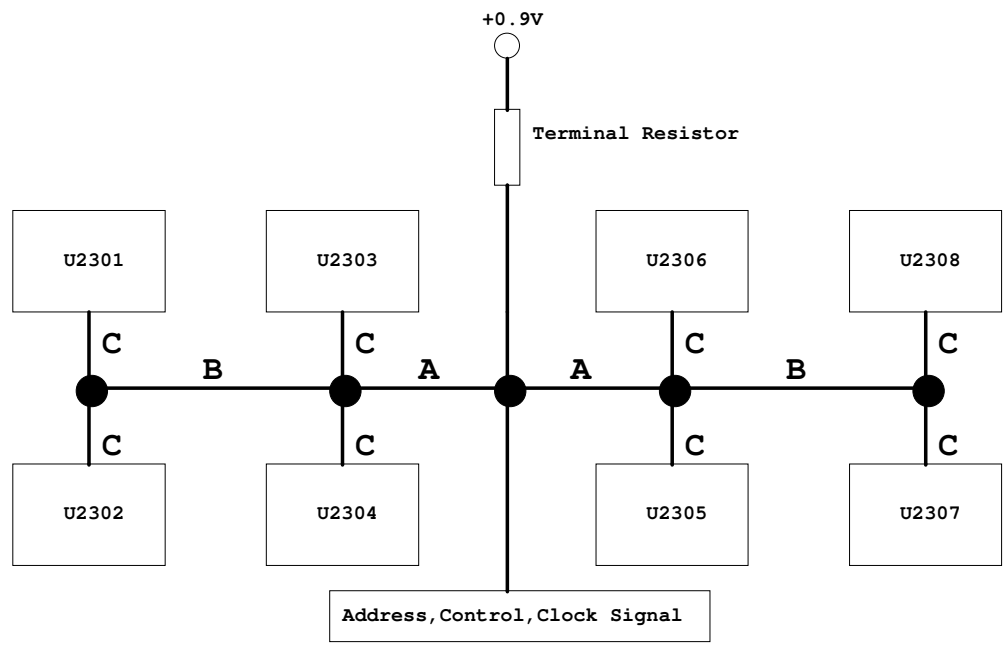 +0.9V
Terminal Resistor
U2301 U2303 U2306 U2308
C C C C
B A A B
C C C C
U2302 U2304 U2305 U2307
Address,Control,Clock Signal